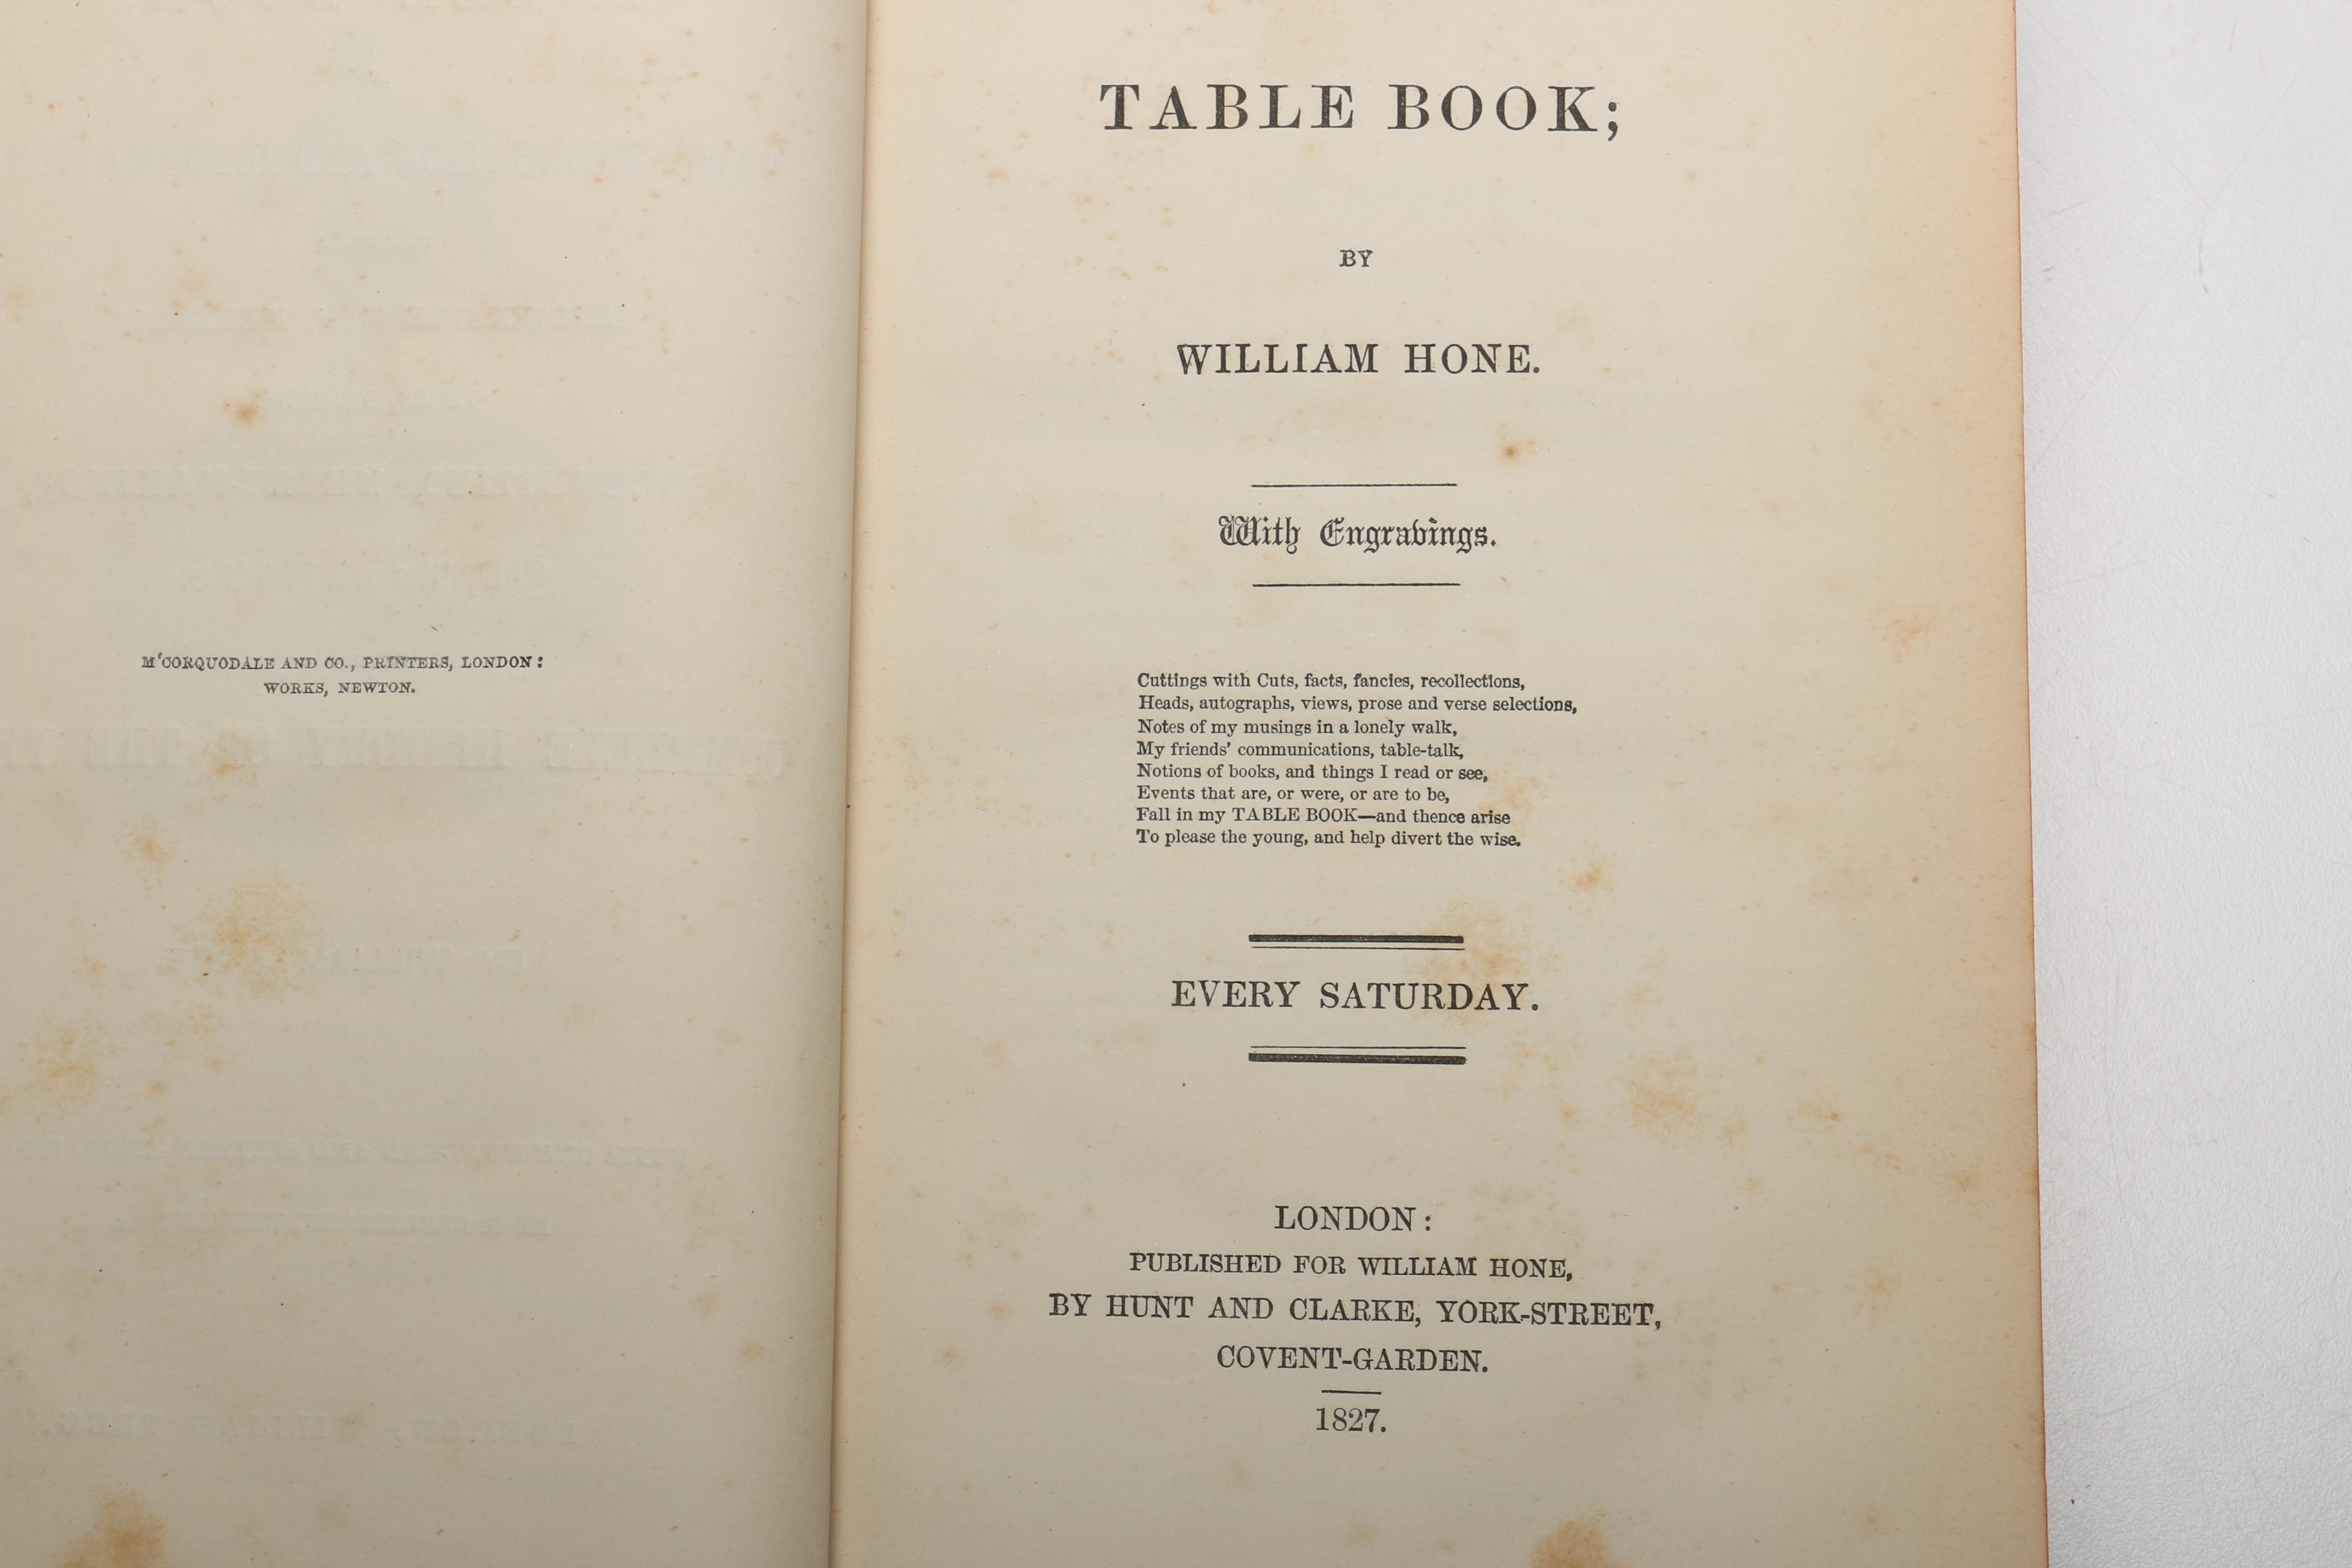 M'CORQUODALE AND CO., PRINTERS, LONDON:
WORKS, NEWTON.
TABLE BOOK;
BY
WILLIAM HONE.
With Engravings.
Cuttings with Cuts, facts, fancies, recollections,
Heads, autographs, views, prose and verse selections,
Notes of my musings in a lonely walk,
My friends' communications, table-talk,
Notions of books, and things I read or see,
Events that are, or were, or are to be,
Fall in my TABLE BOOK—and thence arise
To please the young, and help divert the wise.
EVERY SATURDAY.
LONDON:
PUBLISHED FOR WILLIAM HONE,
BY HUNT AND CLARKE, YORK-STREET,
COVENT-GARDEN.
1827.